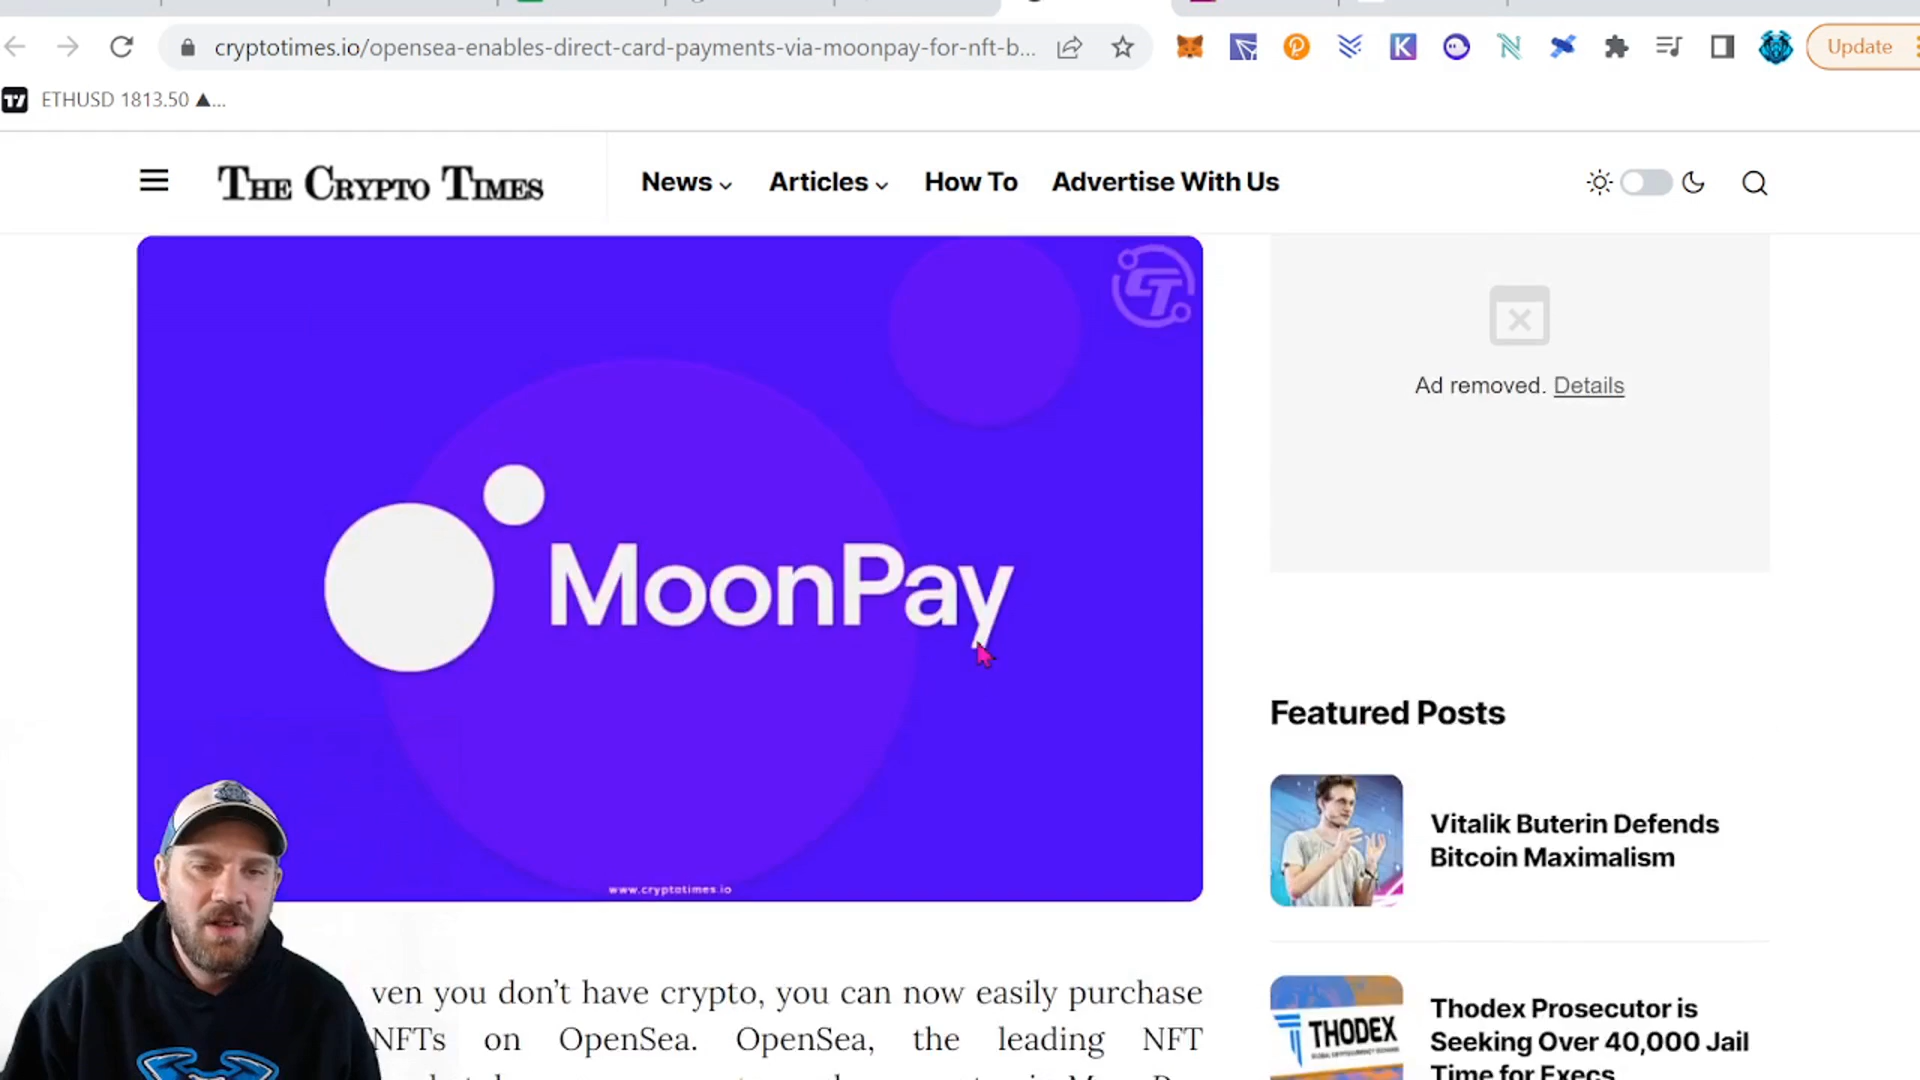 cryptotimes.io/opensea-enables-direct-card-payments-via-moonpay-for-nft-b...
Update
ETHUSD 1813.50 ▲...
THE CRYPTO TIMES
News
Articles
How To
Advertise With Us
CT
MoonPay
www.cryptotimes.io
Ad removed. Details
Featured Posts
Vitalik Buterin Defends
Bitcoin Maximalism
THODEX
Thodex Prosecutor is
Seeking Over 40,000 Jail
Time for Execs
ven you don't have crypto, you can now easily purchase
NFTs on OpenSea. OpenSea, the leading NFT